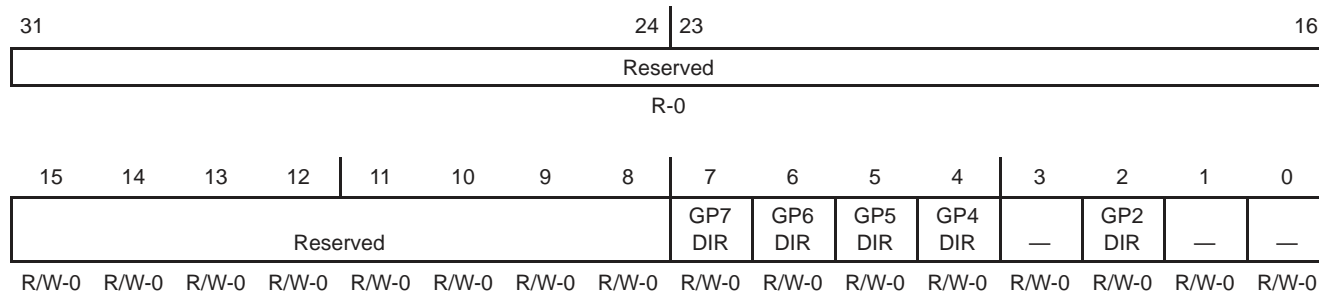 31 24 23 16
Reserved
R-0
15 14 13 12 11 10 9 8 7 6 5 4 3 2 1 0
GP7 GP6 GP5 GP4 GP2
Reserved DIR DIR DIR DIR — DIR — —
R/W-0 R/W-0 R/W-0 R/W-0 R/W-0 R/W-0 R/W-0 R/W-0 R/W-0 R/W-0 R/W-0 R/W-0 R/W-0 R/W-0 R/W-0 R/W-0